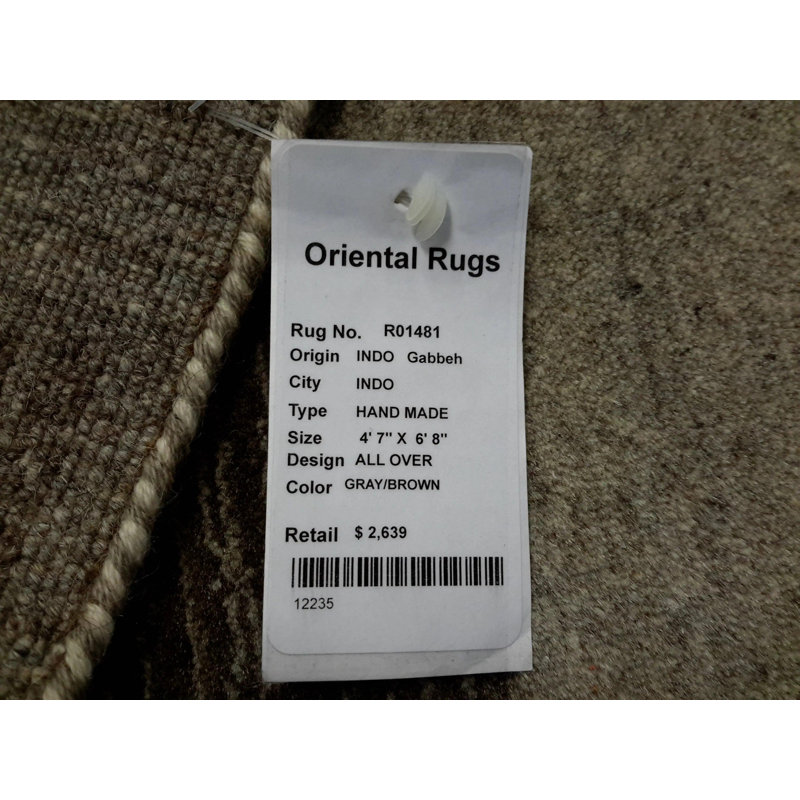 Oriental Rugs
Rug No. R01481
Origin INDO Gabbeh
City INDO
Type HAND MADE
Size 4' 7" X 6' 8"
Design ALL OVER
Color GRAY/BROWN
Retail $ 2,639
12235